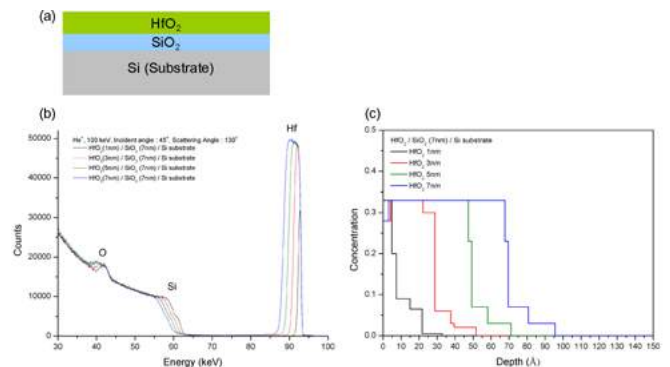 (a)
HfO2
SiO2
Si (Substrate)
(b)
He+, 100 keV, Incident angle : 45°, Scattering Angle : 130°
HfO2(1nm) / SiO2 (7nm) / Si substrate
HfO2(3nm) / SiO2 (7nm) / Si substrate
HfO2(5nm) / SiO2 (7nm) / Si substrate
HfO2(7nm) / SiO2 (7nm) / Si substrate
Hf
O
Si
50000
40000
30000
20000
10000
0
Counts
30 40 50 60 70 80 90 100
Energy (keV)
(c)
HfO2 / SiO2 (7nm) / Si substrate
HfO2 1nm
HfO2 3nm
HfO2 5nm
HfO2 7nm
0.5
0.4
0.3
0.2
0.1
0.0
Concentration
0 10 20 30 40 50 60 70 80 90 100 110 120 130 140 150
Depth (Å)